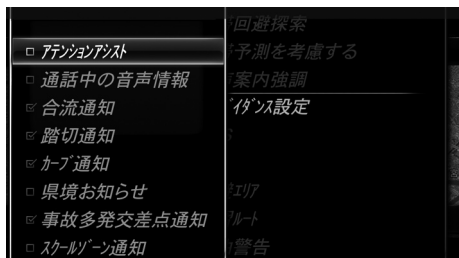 アテンションアシスト
通話中の音声情報
合流通知
踏切通知
カーブ通知
県境お知らせ
事故多発交差点通知
スクールゾーン通知
回避探索
予測を考慮する
案内強調
イダンス設定
エリア
ルート
警告